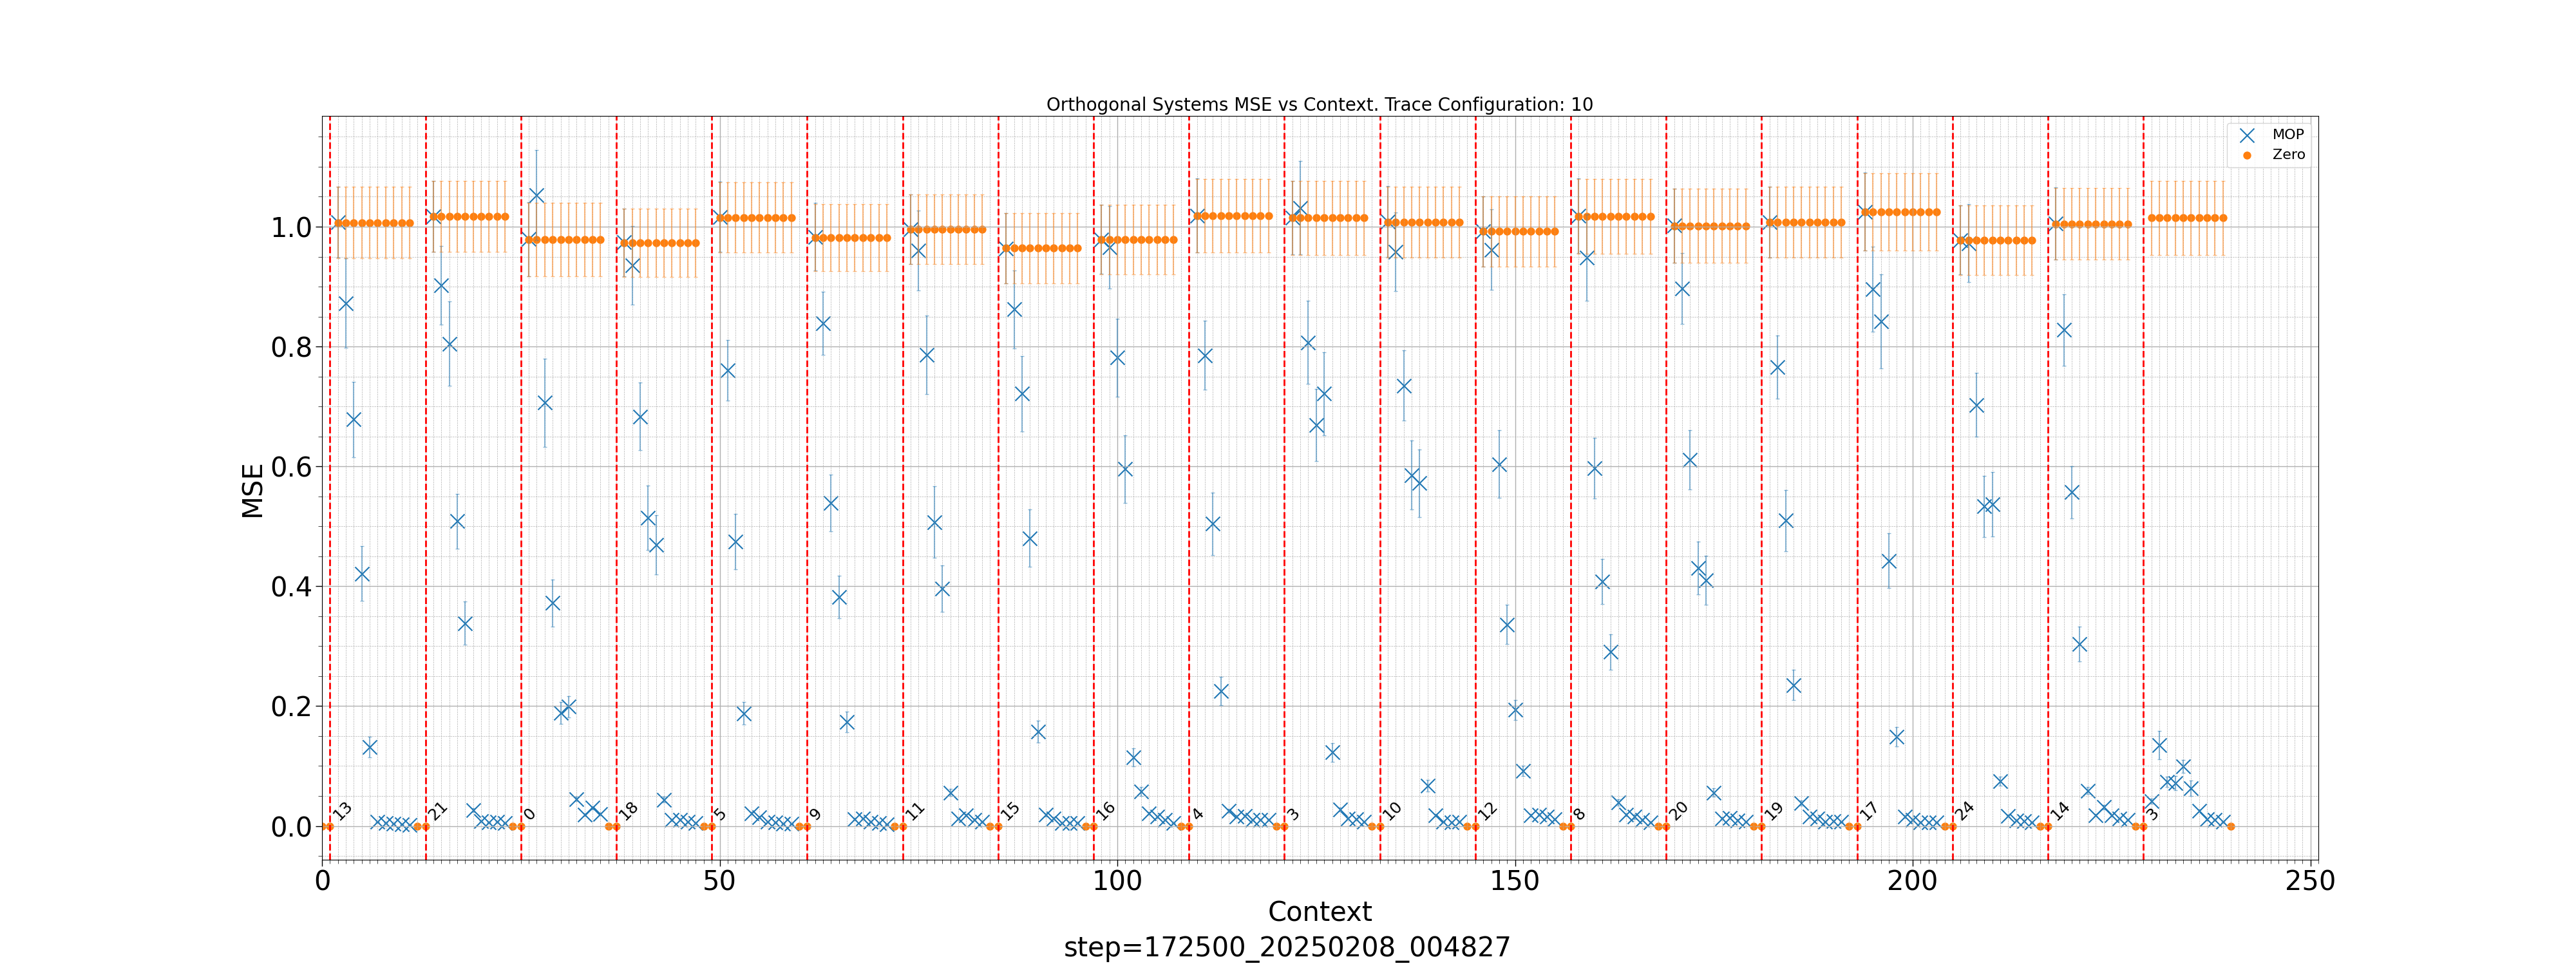 Orthogonal Systems MSE vs Context. Trace Configuration: 10
MOP
Zero
MSE
1.0
0.8
0.6
0.4
0.2
0.0
13 21 0 18 5 9 11 15 16 4 3 10 12 8 20 19 17 24 14 3
0 50 100 150 200 250
Context
step=172500_20250208_004827